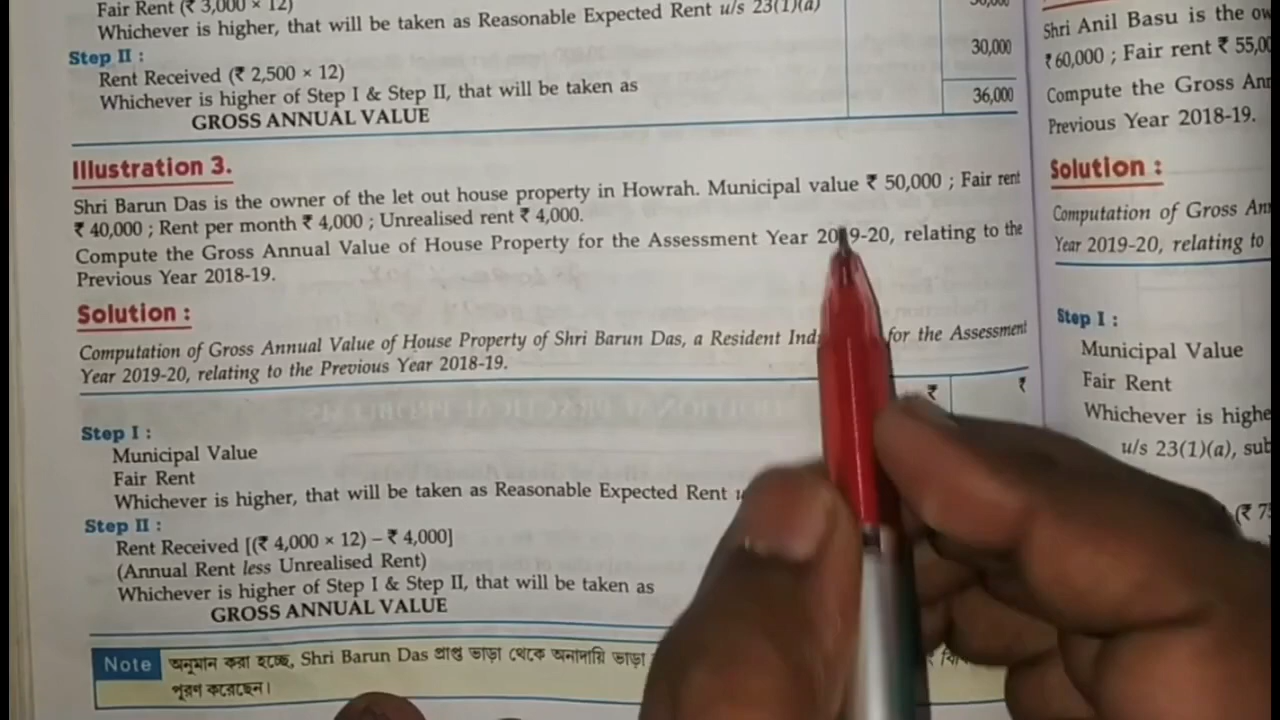 Fair Rent (₹ 3,000 × 12)
Whichever is higher, that will be taken as Reasonable Expected Rent u/s 23(1)(a)
Step II :
Rent Received (₹ 2,500 × 12) 30,000
Whichever is higher of Step I & Step II, that will be taken as
GROSS ANNUAL VALUE 36,000
Illustration 3.
Shri Barun Das is the owner of the let out house property in Howrah. Municipal value ₹ 50,000 ; Fair rent
₹ 40,000 ; Rent per month ₹ 4,000 ; Unrealised rent ₹ 4,000.
Compute the Gross Annual Value of House Property for the Assessment Year 2019-20, relating to the
Previous Year 2018-19.
Solution :
Computation of Gross Annual Value of House Property of Shri Barun Das, a Resident for the Assessment
Year 2019-20, relating to the Previous Year 2018-19.
₹ ₹
Step I :
Municipal Value
Fair Rent
Whichever is higher, that will be taken as Reasonable Expected Rent
Step II :
Rent Received [(₹ 4,000 × 12) – ₹ 4,000]
(Annual Rent less Unrealised Rent)
Whichever is higher of Step I & Step II, that will be taken as
GROSS ANNUAL VALUE
Note অনুমান করা হচ্ছে, Shri Barun Das প্রাপ্ত ভাড়া থেকে অনাদায়ি ভাড়া
পূরণ করেছেন।
Shri Anil Basu is the
₹ 60,000 ; Fair rent ₹
Compute the Gross
Previous Year 2018-19.
Solution :
Computation of Gross
Year 2019-20, relating to
Step I :
Municipal Value
Fair Rent
Whichever is
u/s 23(1)(a),